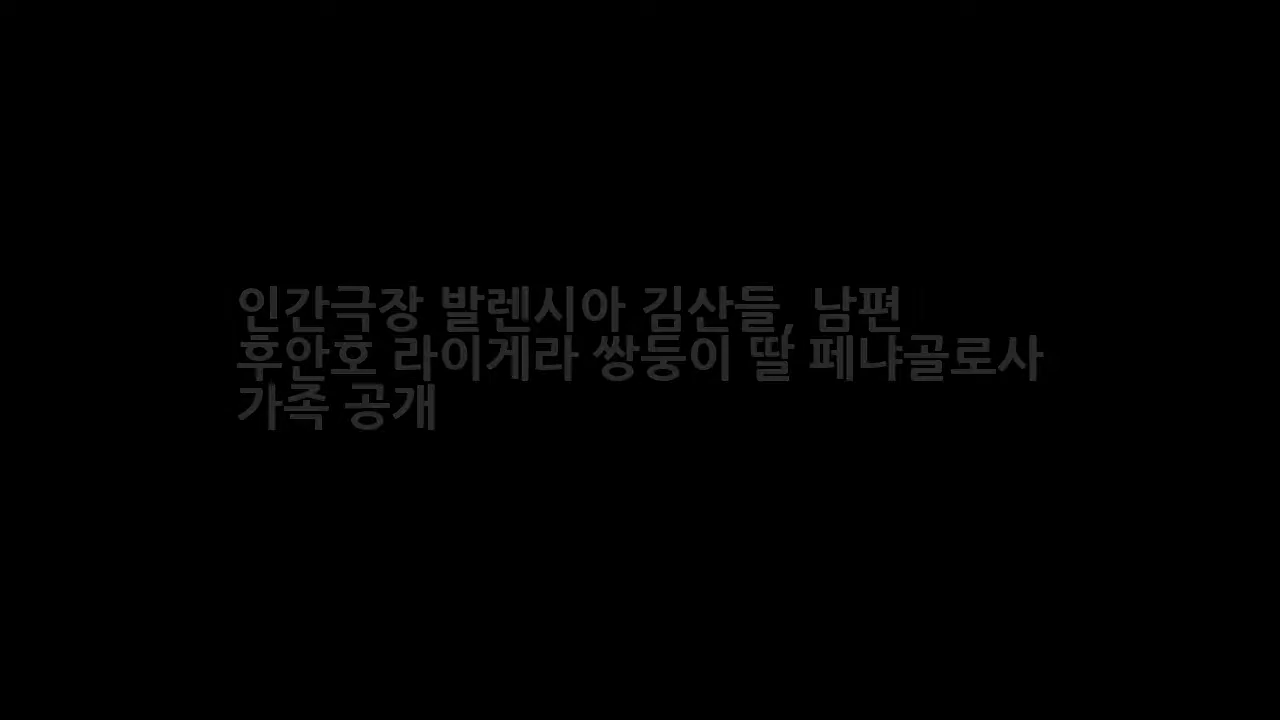 인간극장 발렌시아 김산들, 남편
후안호 라이게라 쌍둥이 딸 페냐골로사
가족 공개